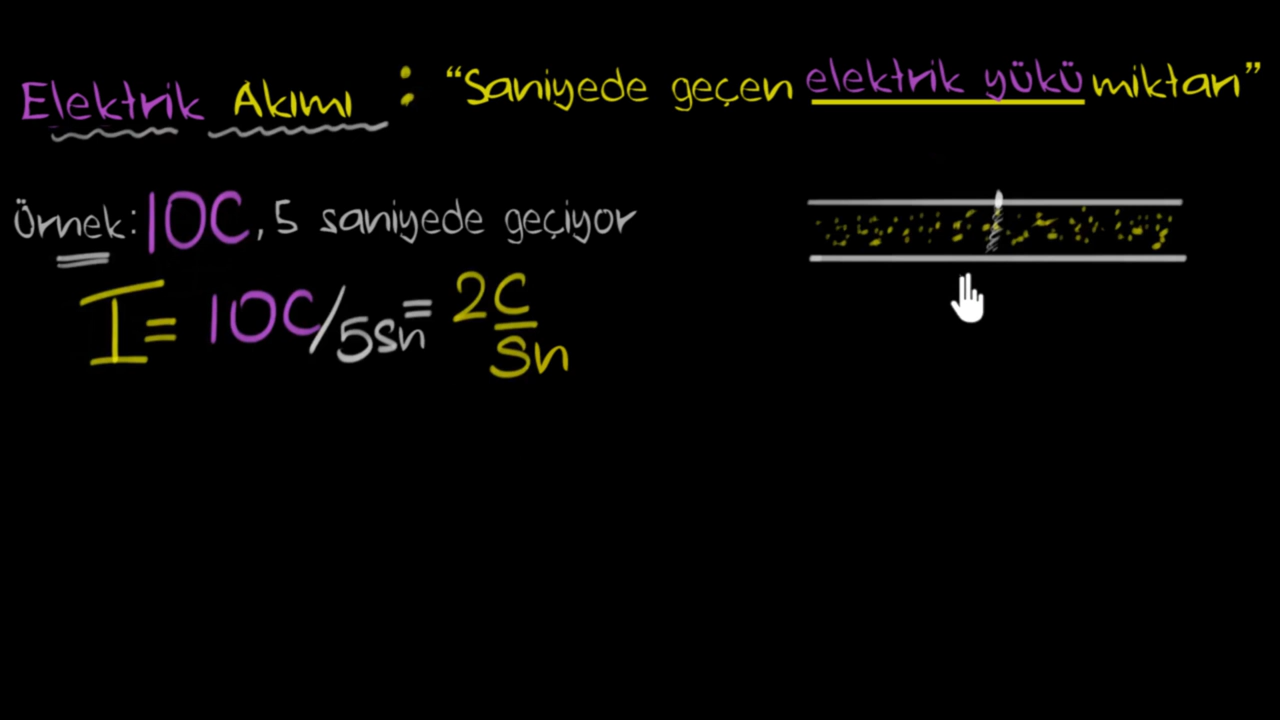 Elektrik Akımı : “Saniyede geçen elektrik yükü miktarı”
Örnek: 10C, 5 saniyede geçiyor
I = 10C/5sn = 2C/Sn